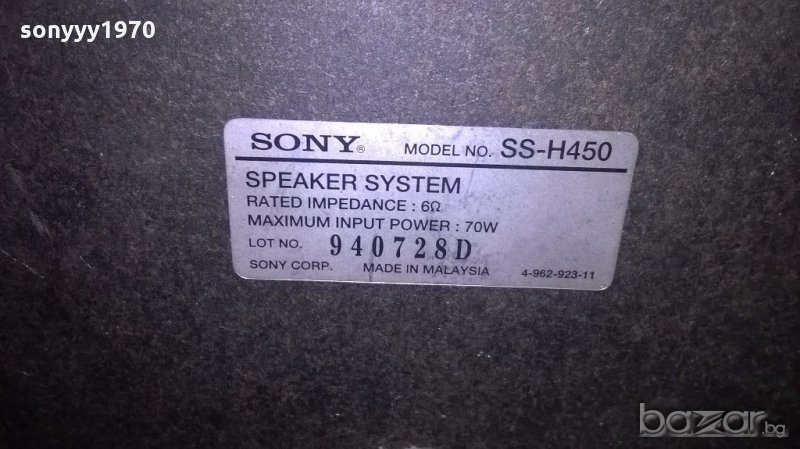 sonyyy1970
SONY® MODEL NO. SS-H450
SPEAKER SYSTEM
RATED IMPEDANCE : 6Ω
MAXIMUM INPUT POWER : 70W
LOT NO. 940728D
SONY CORP. MADE IN MALAYSIA 4-962-923-11
bazar.bg